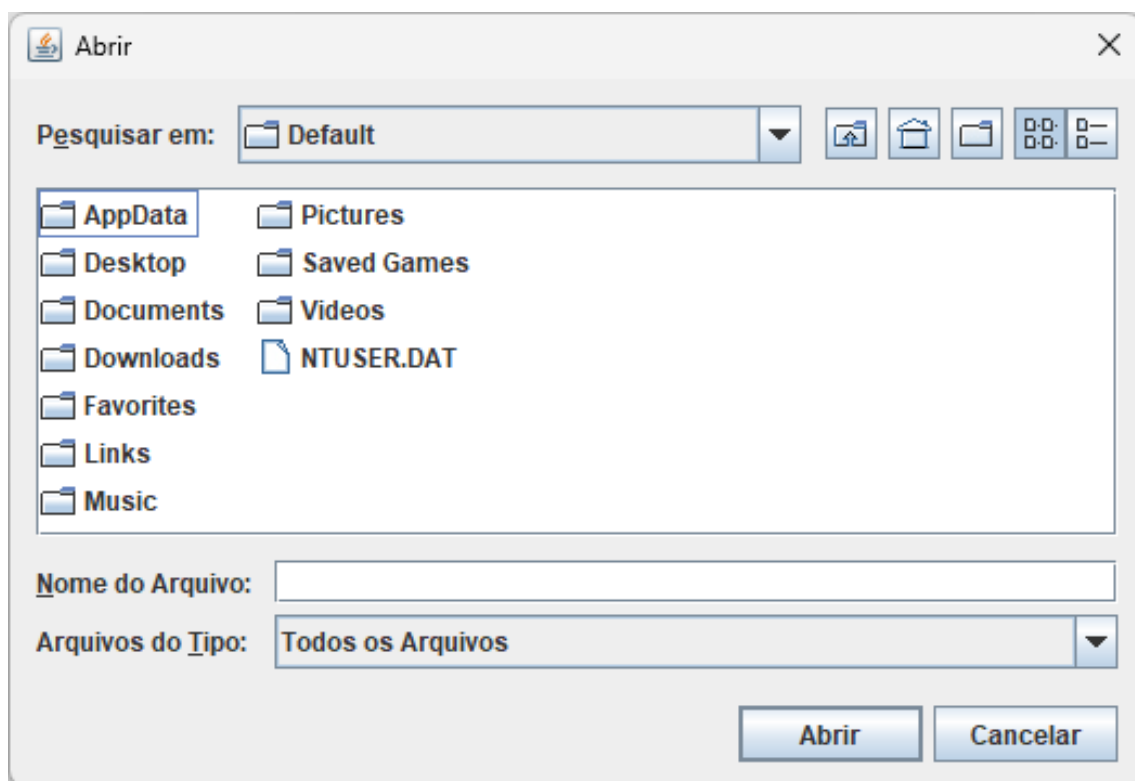 Abrir
Pesquisar em: Default
AppData
Desktop
Documents
Downloads
Favorites
Links
Music
Pictures
Saved Games
Videos
NTUSER.DAT
Nome do Arquivo:
Arquivos do Tipo: Todos os Arquivos
Abrir Cancelar